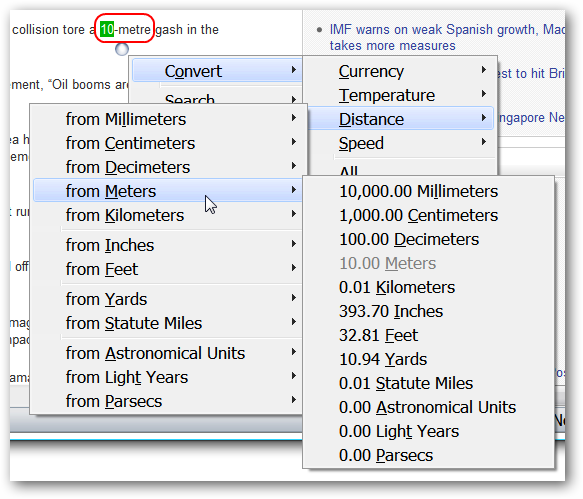 collision tore a 10-metre gash in the
IMF warns on weak Spanish growth, Mad
takes more measures
Convert
Currency
ement, “Oil booms are
est to hit Bri
Search
Temperature
from Millimeters
Distance
ngapore Ne
from Centimeters
Speed
from Decimeters
All
from Meters
10,000.00 Millimeters
from Kilometers
1,000.00 Centimeters
100.00 Decimeters
from Inches
10.00 Meters
from Feet
0.01 Kilometers
from Yards
393.70 Inches
from Statute Miles
32.81 Feet
10.94 Yards
from Astronomical Units
0.01 Statute Miles
from Light Years
0.00 Astronomical Units
from Parsecs
0.00 Light Years
0.00 Parsecs